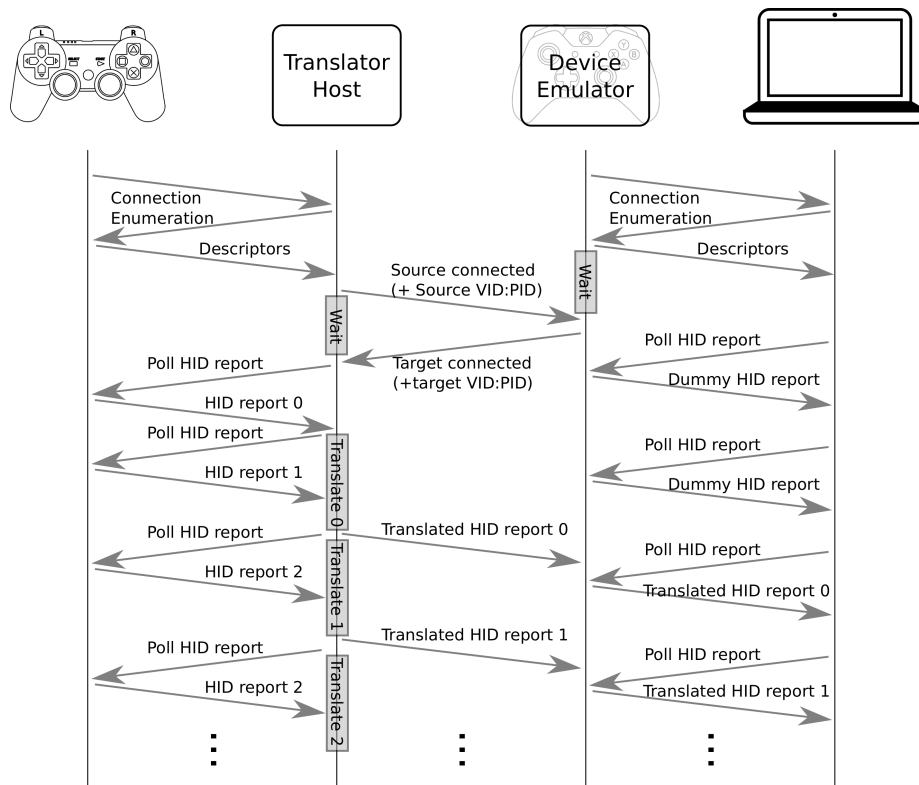 L
R
SELECT
START
Translator
Host
Device
Emulator
Y
X
B
A
Connection
Enumeration
Descriptors
Connection
Enumeration
Descriptors
Source connected
(+ Source VID:PID)
Wait
Wait
Target connected
(+target VID:PID)
Poll HID report
HID report 0
Poll HID report
HID report 1
Translate 0
Poll HID report
Dummy HID report
Poll HID report
Dummy HID report
Poll HID report
HID report 2
Translate 1
Translated HID report 0
Poll HID report
Translated HID report 0
Poll HID report
HID report 2
Translate 2
Translated HID report 1
Poll HID report
Translated HID report 1